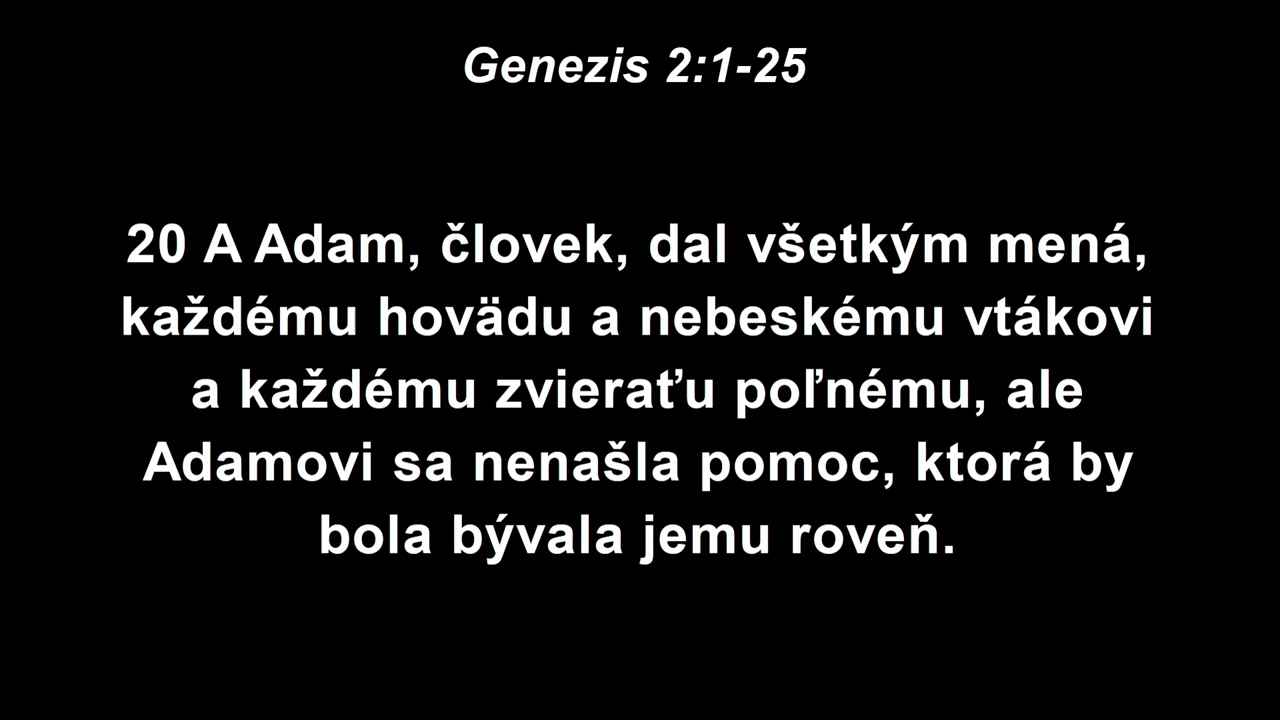 Genezis 2:1-25
20 A Adam, človek, dal všetkým mená,
každému hovädu a nebeskému vtákovi
a každému zvieraťu poľnému, ale
Adamovi sa nenašla pomoc, ktorá by
bola bývala jemu roveň.